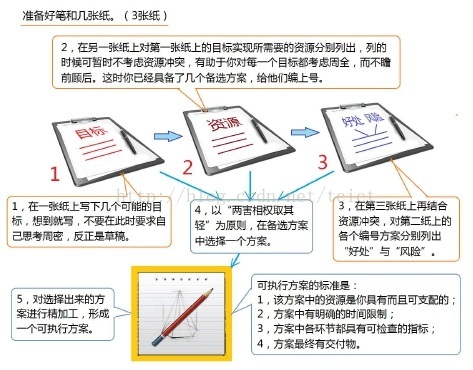 准备好笔和几张纸。（3张纸）
2，在另一张纸上对第一张纸上的目标实现所需要的资源分别列出，列的
时候可暂时不考虑资源冲突，有助于你对每一个目标都考虑周全，而不瞻
前顾后。这时你已经具备了几个备选方案，给他们编上号。
目标
资源
好处 风险
1
2
3
1，在一张纸上写下几个可能的目
标，想到就写，不要在此时要求自
己思考周密，反正是草稿。
4，以“两害相权取其
轻”为原则，在备选方案
中选择一个方案。
3，在第三张纸上再结合
资源冲突，对第二纸上的
各个编号方案分别列出
“好处”与“风险”。
5，对选择出来的方
案进行精加工，形成
一个可执行方案。
可执行方案的标准是：
1，该方案中的资源是你具有而且可支配的；
2，方案中有明确的时间限制；
3，方案中各环节都具有可检查的指标；
4，方案最终有交付物。